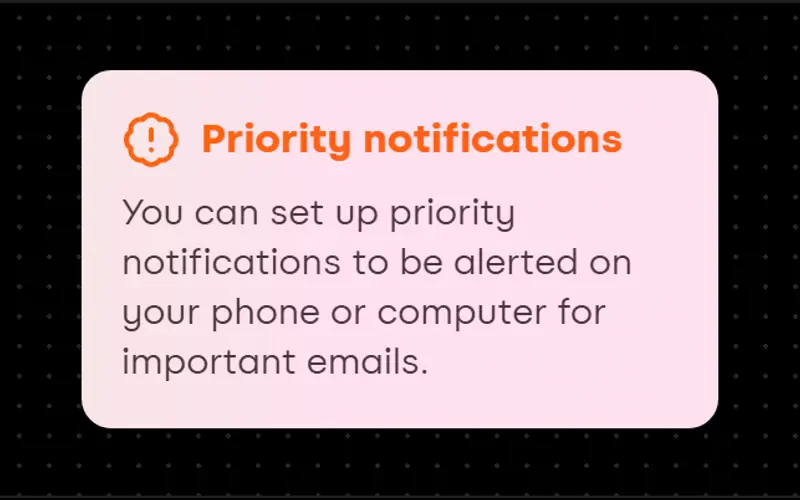 Priority notifications
You can set up priority
notifications to be alerted on
your phone or computer for
important emails.